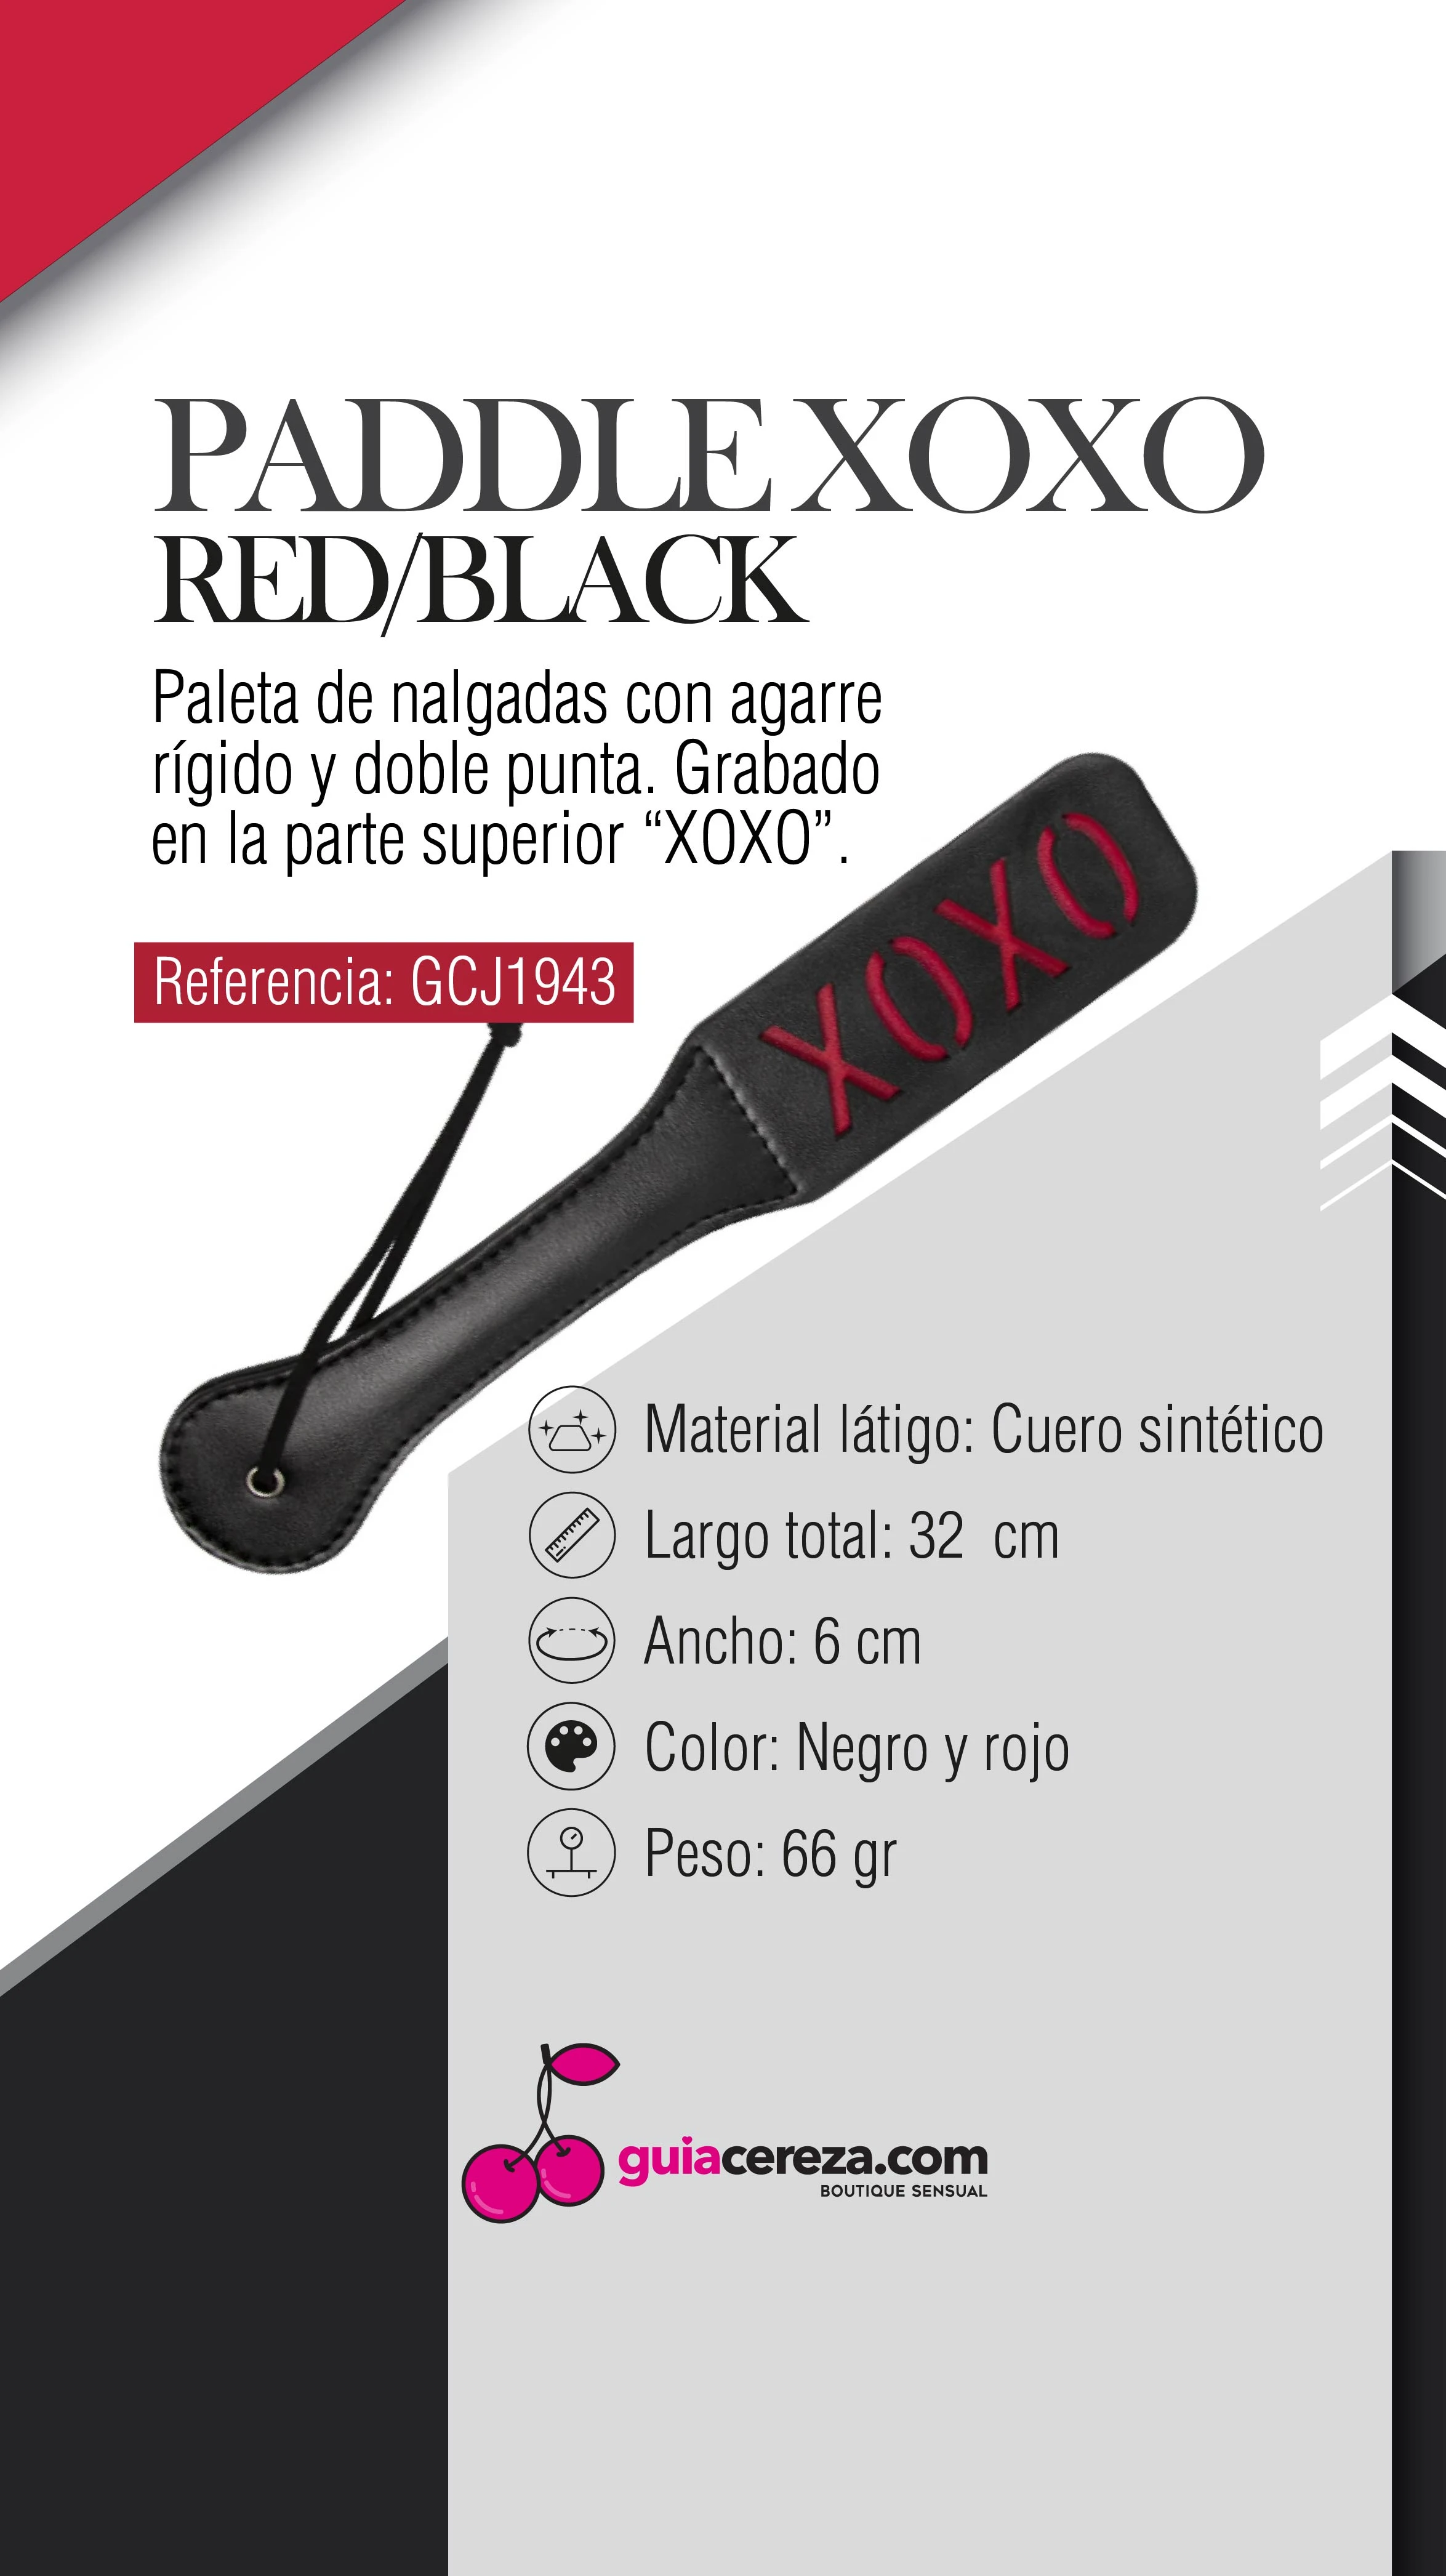 PADDLE XOXO
RED/BLACK
Paleta de nalgadas con agarre
rígido y doble punta. Grabado
en la parte superior “XOXO”.
Referencia: GCJ1943
XOXO
Material látigo: Cuero sintético
Largo total: 32  cm
Ancho: 6 cm
Color: Negro y rojo
Peso: 66 gr
guiacereza.com
BOUTIQUE SENSUAL